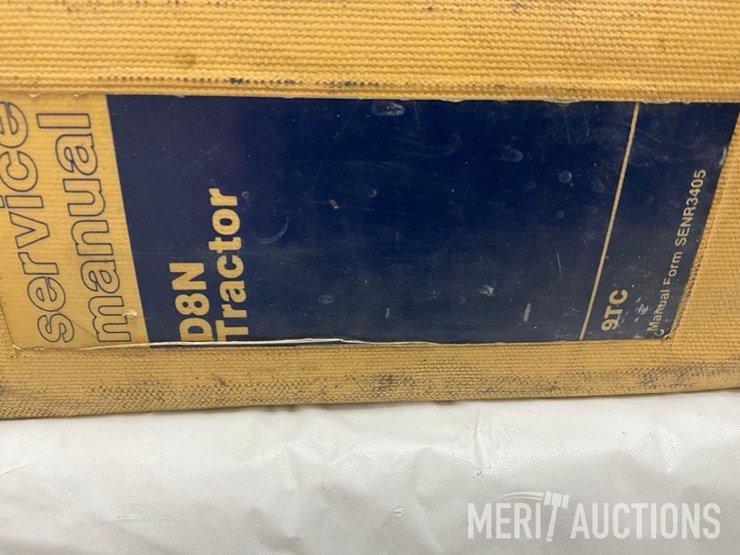 service
manual
D8N
Tractor
9TC
Manual Form SENR3405
MERIT AUCTIONS